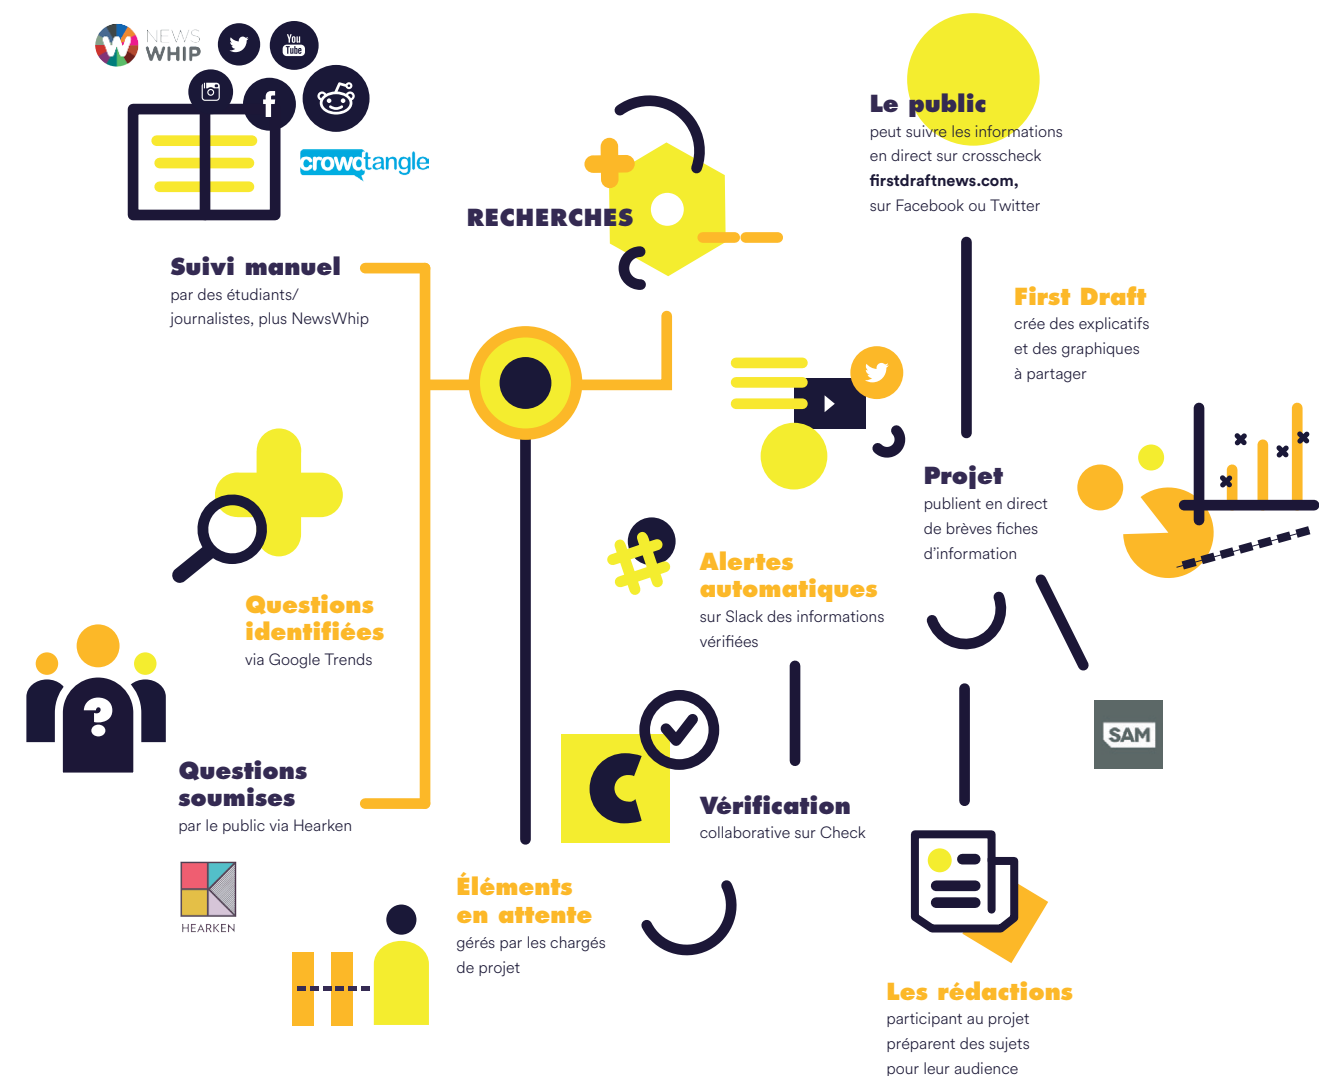 NEWS
WHIP
You
Tube
crowdtangle
Suivi manuel
par des étudiants/
journalistes, plus NewsWhip
RECHERCHES
Le public
peut suivre les informations
en direct sur crosscheck
firstdraftnews.com,
sur Facebook ou Twitter
First Draft
crée des explicatifs
et des graphiques
à partager
Projet
publient en direct
de brèves fiches
d'information
Alertes
automatiques
sur Slack des informations
vérifiées
Questions
identifiées
via Google Trends
?
Questions
soumises
par le public via Hearken
HEARKEN
SAM
C
Vérification
collaborative sur Check
Éléments
en attente
gérés par les chargés
de projet
Les rédactions
participant au projet
préparent des sujets
pour leur audience